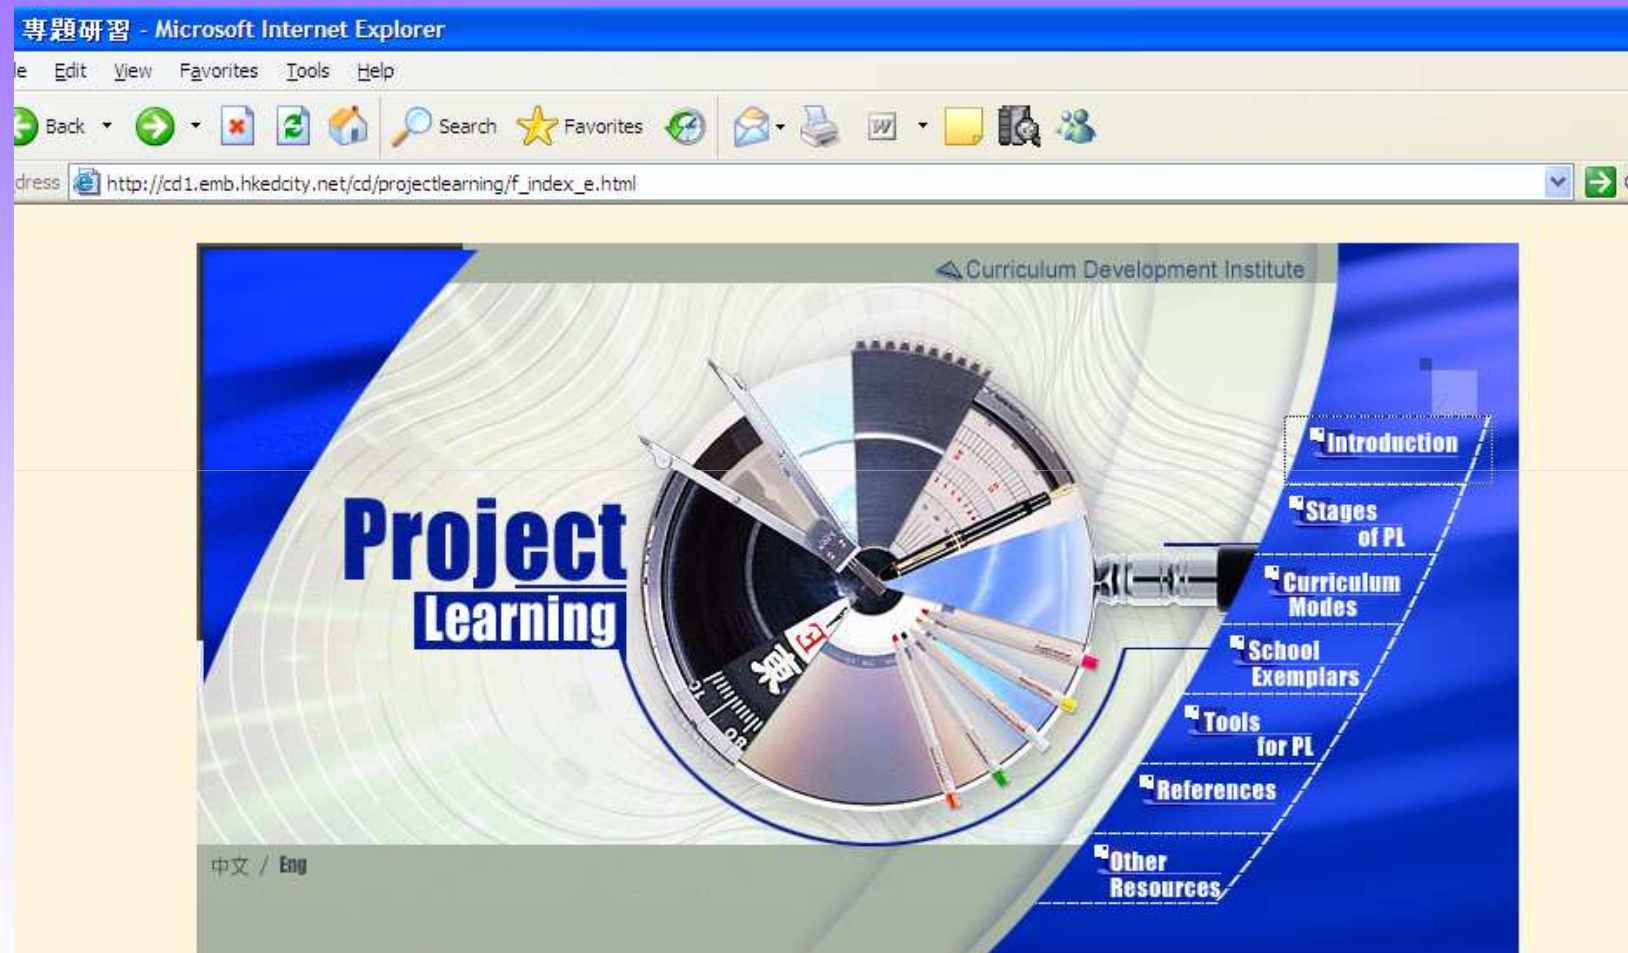 專題研習 - Microsoft Internet Explorer
le Edit View Favorites Tools Help
Back Search Favorites
dress http://cd1.emb.hkedcity.net/cd/projectlearning/f_index_e.html
Curriculum Development Institute
Introduction
Stages
of PL
Project
Learning
Curriculum
Modes
School
Exemplars
東
Tools
for PL
References
Other
Resources
中文 / Eng